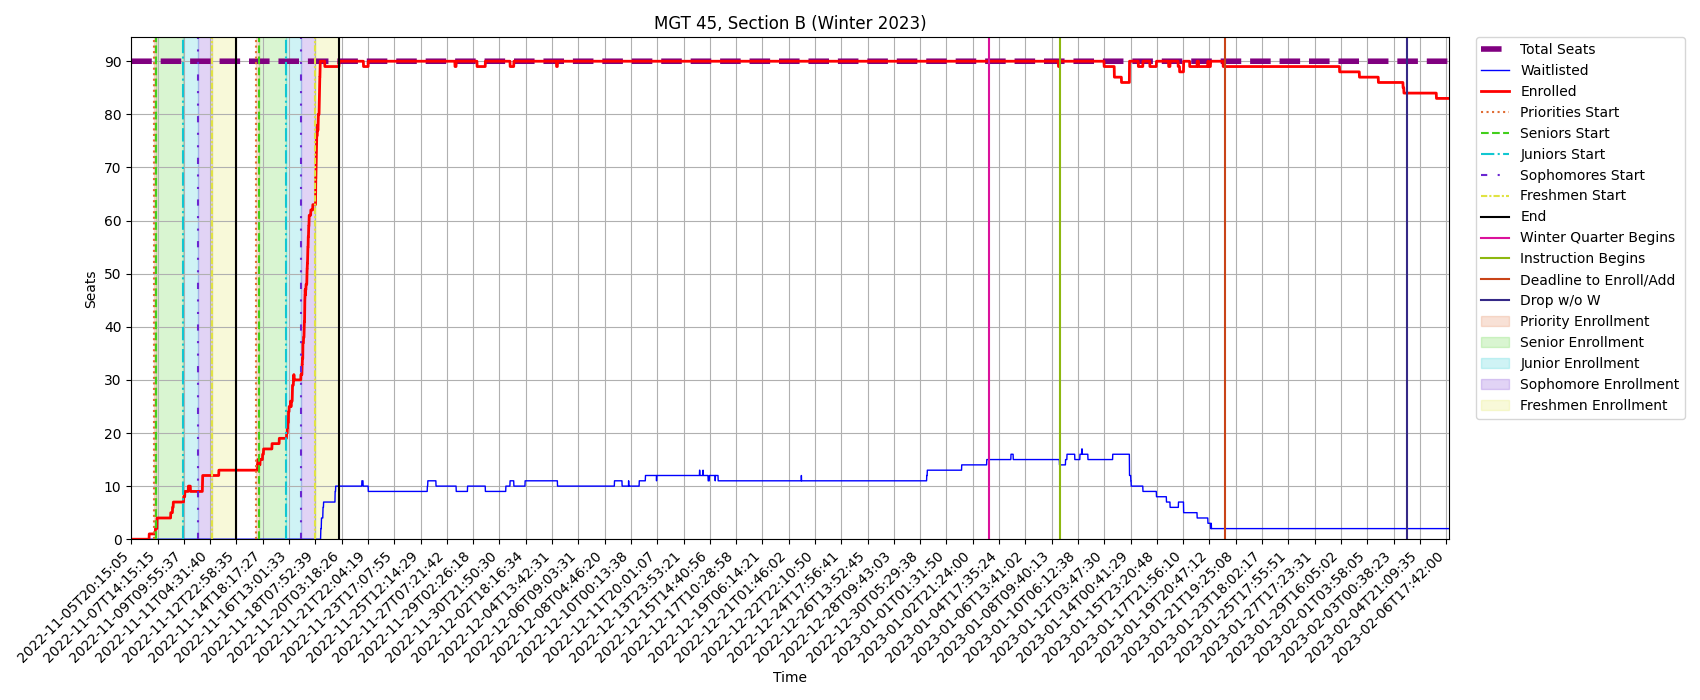 MGT 45, Section B (Winter 2023)
Seats
90
80
70
60
50
40
30
20
10
0
2022-11-05T20:15:05
2022-11-07T14:15:15
2022-11-09T09:55:37
2022-11-11T04:31:40
2022-11-12T22:58:35
2022-11-14T18:17:27
2022-11-16T13:01:33
2022-11-18T07:52:39
2022-11-20T03:18:26
2022-11-21T22:04:19
2022-11-23T17:07:55
2022-11-25T12:14:29
2022-11-27T07:21:42
2022-11-29T02:26:18
2022-11-30T21:50:30
2022-12-02T18:16:34
2022-12-04T13:42:31
2022-12-06T09:03:31
2022-12-08T04:46:20
2022-12-10T00:13:38
2022-12-11T20:01:07
2022-12-13T23:53:21
2022-12-15T14:40:56
2022-12-17T10:28:58
2022-12-19T06:14:21
2022-12-21T01:46:02
2022-12-22T22:10:50
2022-12-24T17:56:41
2022-12-26T13:52:45
2022-12-28T09:43:03
2022-12-30T05:29:38
2023-01-01T01:31:50
2023-01-02T21:24:00
2023-01-04T17:35:24
2023-01-06T13:41:02
2023-01-08T09:40:13
2023-01-10T06:12:38
2023-01-12T03:47:30
2023-01-14T00:41:29
2023-01-15T23:20:48
2023-01-17T21:56:10
2023-01-19T20:47:12
2023-01-21T19:25:08
2023-01-23T18:02:17
2023-01-25T17:55:51
2023-01-27T17:23:31
2023-01-29T16:05:02
2023-02-01T03:58:05
2023-02-03T00:38:23
2023-02-04T21:09:35
2023-02-06T17:42:00
Time
Total Seats
Waitlisted
Enrolled
Priorities Start
Seniors Start
Juniors Start
Sophomores Start
Freshmen Start
End
Winter Quarter Begins
Instruction Begins
Deadline to Enroll/Add
Drop w/o W
Priority Enrollment
Senior Enrollment
Junior Enrollment
Sophomore Enrollment
Freshmen Enrollment